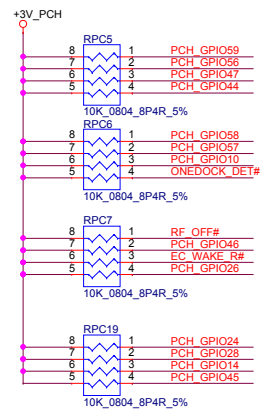 +3V_PCH
RPC5
8 1 PCH_GPIO59
7 2 PCH_GPIO56
6 3 PCH_GPIO47
5 4 PCH_GPIO44
10K_0804_8P4R_5%
RPC6
8 1 PCH_GPIO58
7 2 PCH_GPIO57
6 3 PCH_GPIO10
5 4 ONEDOCK_DET#
10K_0804_8P4R_5%
RPC7
8 1 RF_OFF#
7 2 PCH_GPIO46
6 3 EC_WAKE_R#
5 4 PCH_GPIO26
10K_0804_8P4R_5%
RPC19
8 1 PCH_GPIO24
7 2 PCH_GPIO28
6 3 PCH_GPIO14
5 4 PCH_GPIO45
10K_0804_8P4R_5%